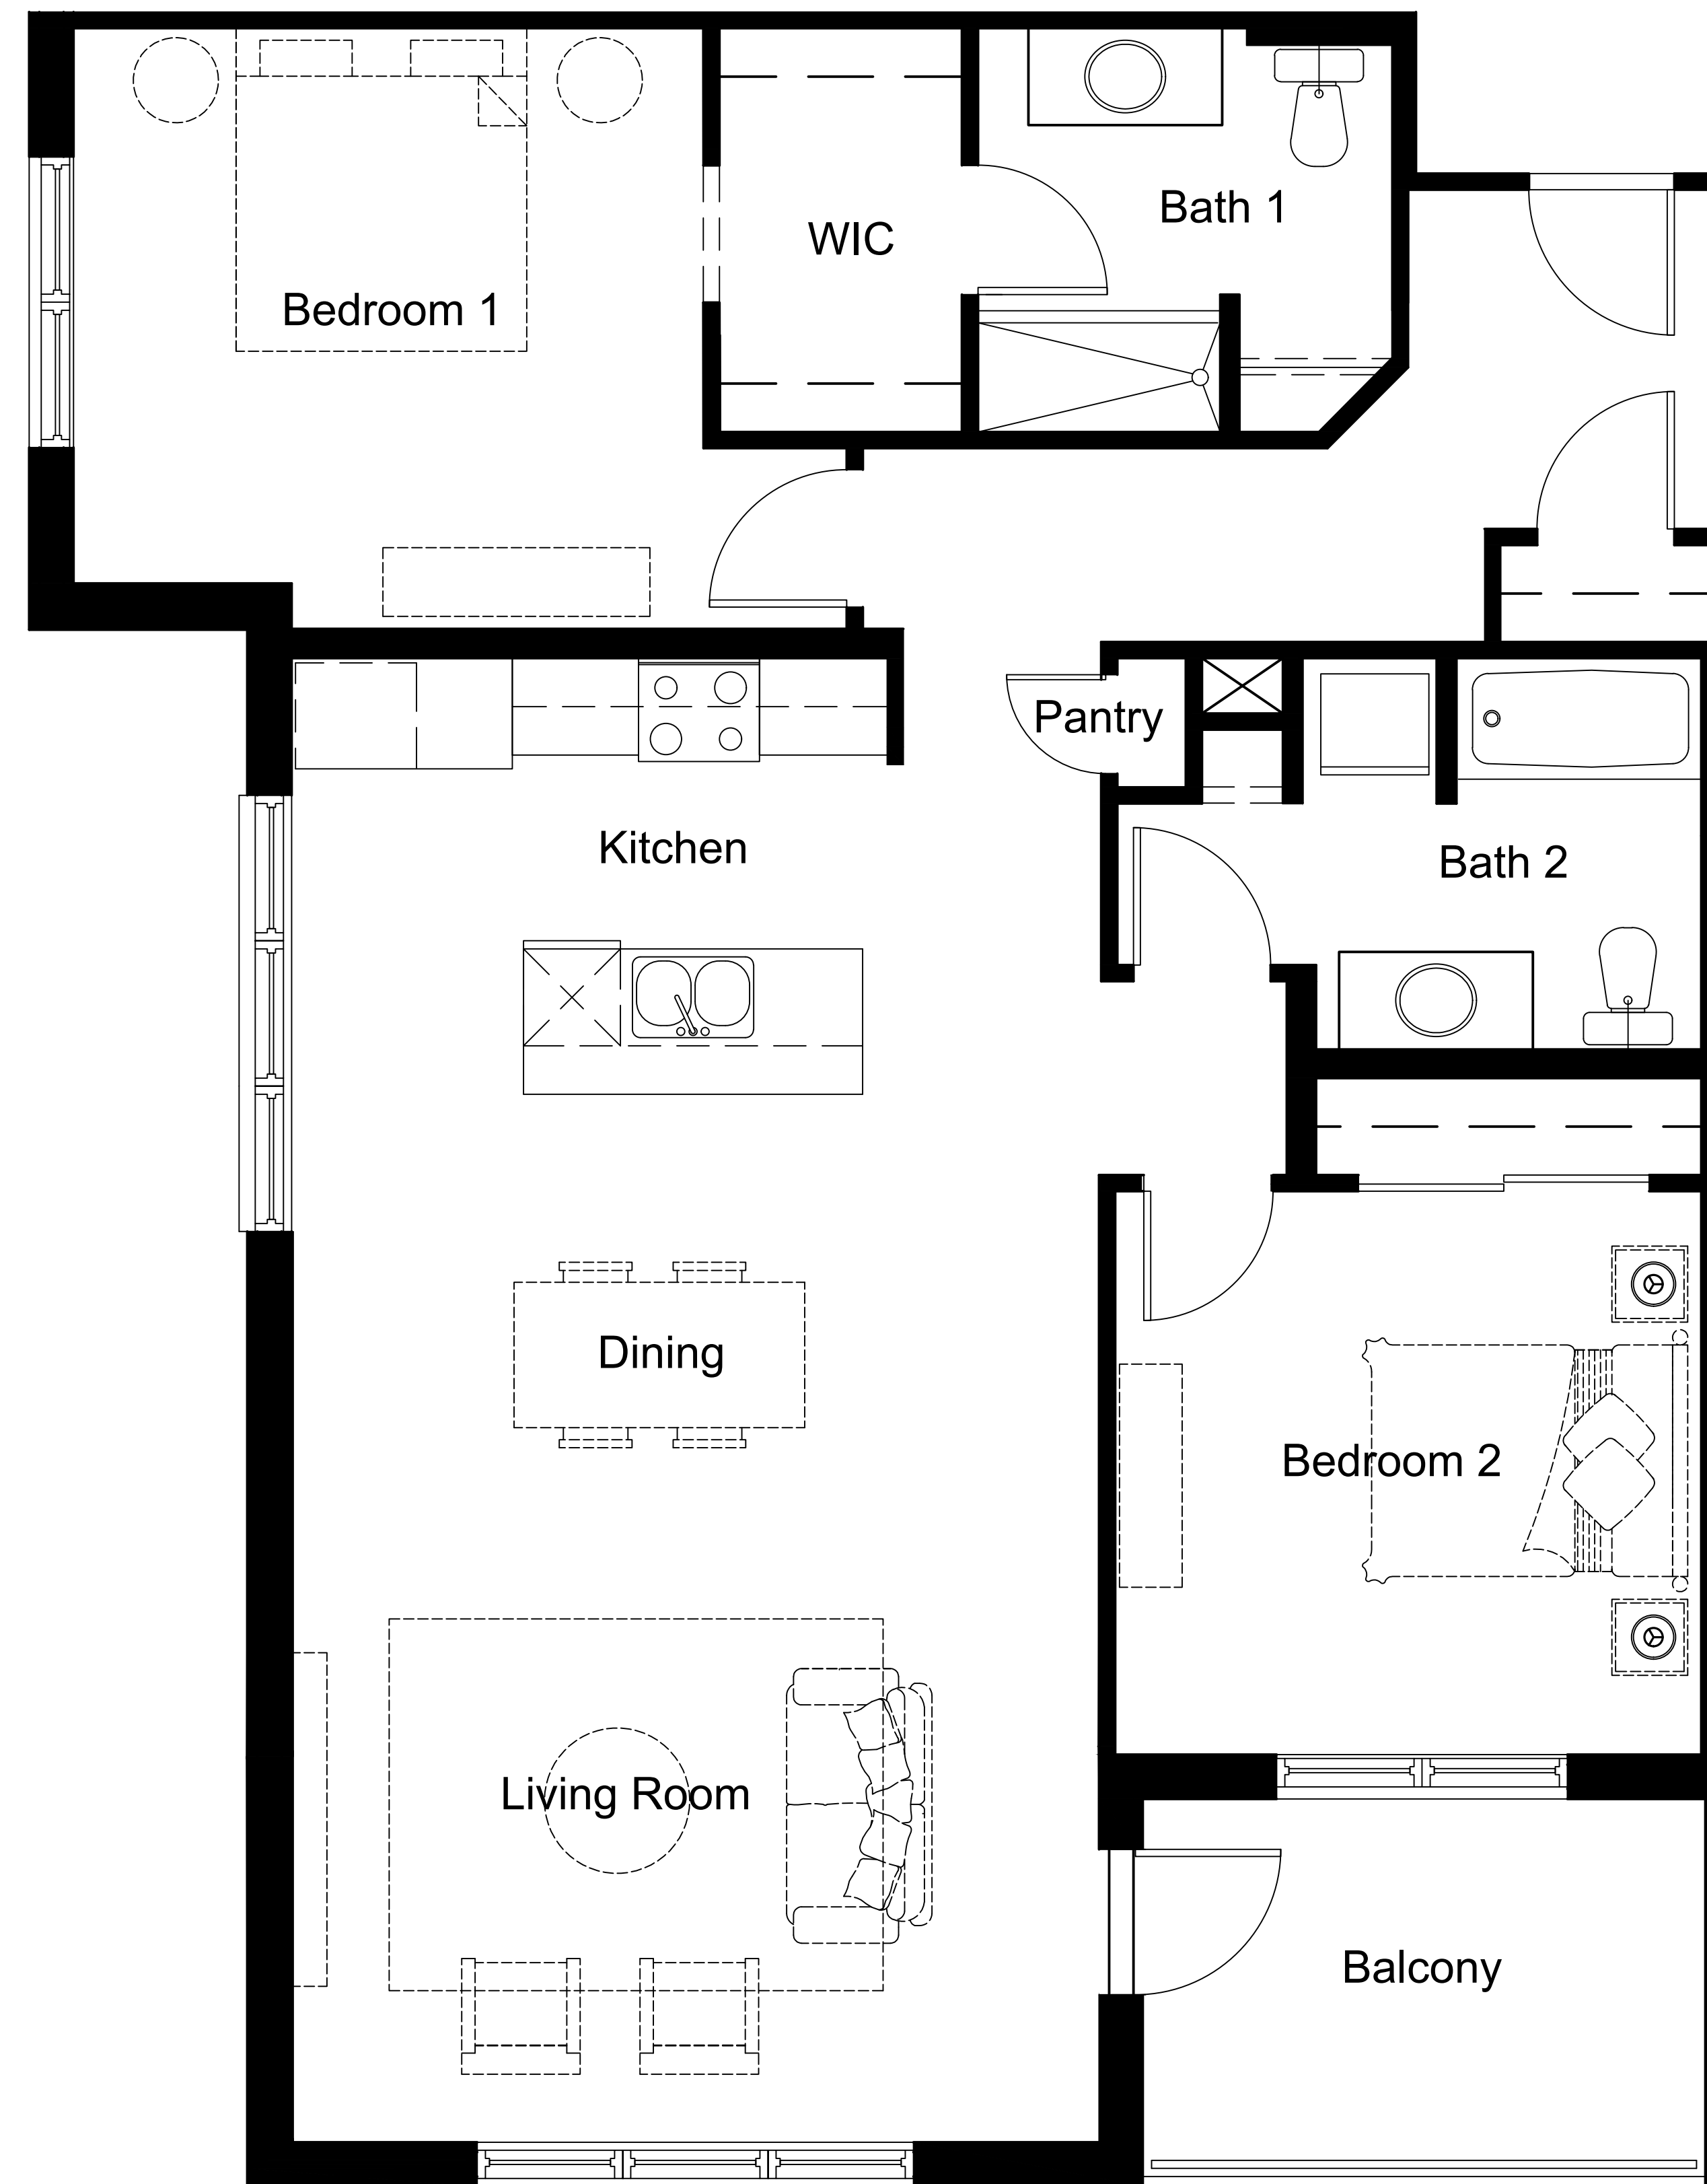 Bath 1
WIC
Bedroom 1
Pantry
Kitchen
Bath 2
Dining
Bedroom 2
Living Room
Balcony